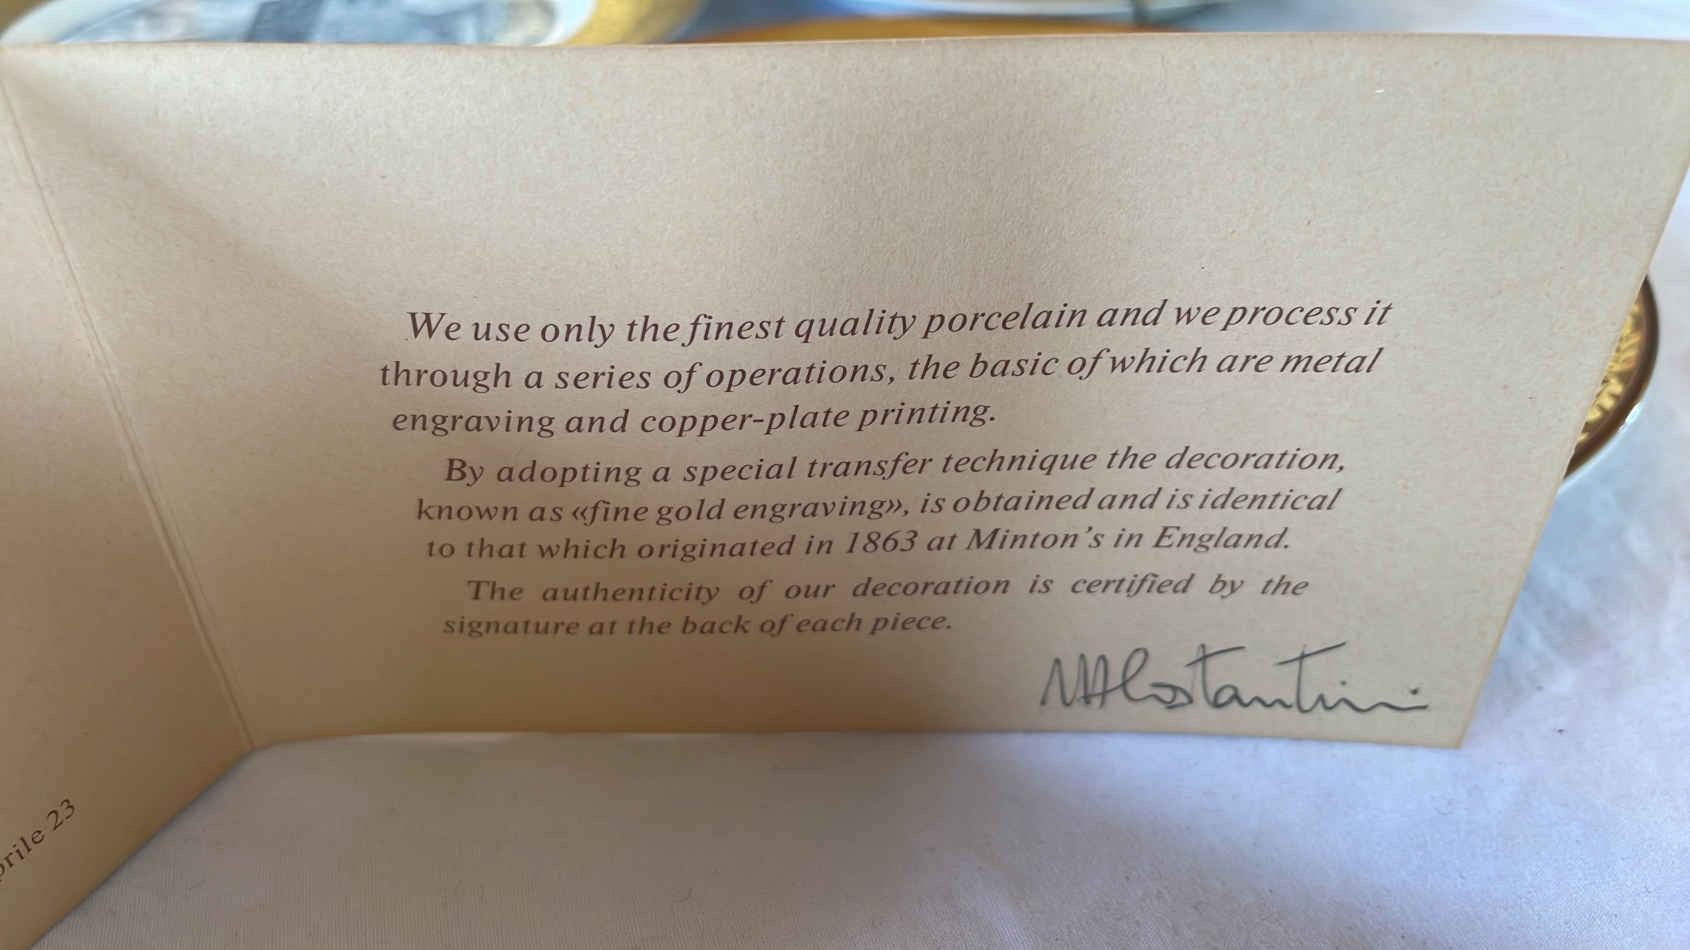 We use only the finest quality porcelain and we process it
through a series of operations, the basic of which are metal
engraving and copper-plate printing.
By adopting a special transfer technique the decoration,
known as «fine gold engraving», is obtained and is identical
to that which originated in 1863 at Minton's in England.
The authenticity of our decoration is certified by the
signature at the back of each piece.
23